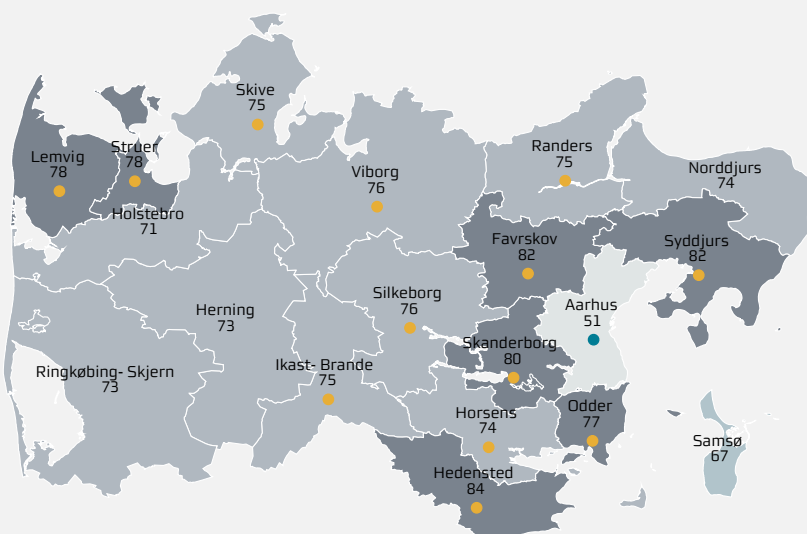 Skive
75
Lemvig
78
Struer
78
Randers
75
Norddjurs
74
Viborg
76
Holstebro
71
Favrskov
82
Syddjurs
82
Silkeborg
76
Herning
73
Aarhus
51
Skanderborg
80
Ikast- Brande
75
Ringkøbing- Skjern
73
Horsens
74
Odder
77
Samsø
67
Hedensted
84